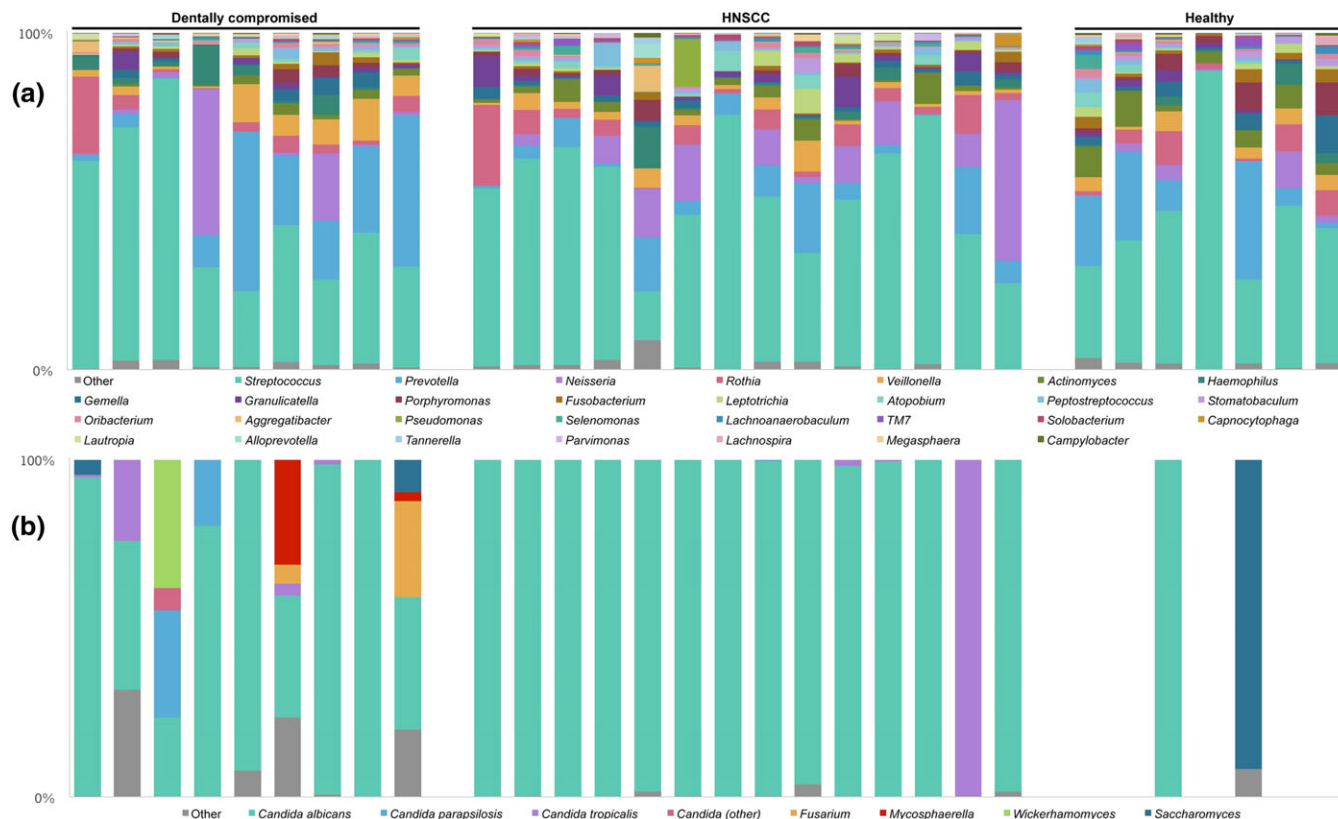 Dentally compromised HNSCC Healthy
100%
(a)
0%
Other Streptococcus Prevotella Neisseria Rothia Veillonella Actinomyces Haemophilus
Gemella Granulicatella Porphyromonas Fusobacterium Leptotrichia Atopobium Peptostreptococcus Stomatobaculum
Oribacterium Aggregatibacter Pseudomonas Selenomonas Lachnoanaerobaculum TM7 Solobacterium Capnocytophaga
Lautropia Alloprevotella Tannerella Parvimonas Lachnospira Megasphaera Campylobacter
100%
(b)
0%
Other Candida albicans Candida parapsilosis Candida tropicalis Candida (other) Fusarium Mycosphaerella Wickerhamomyces Saccharomyces